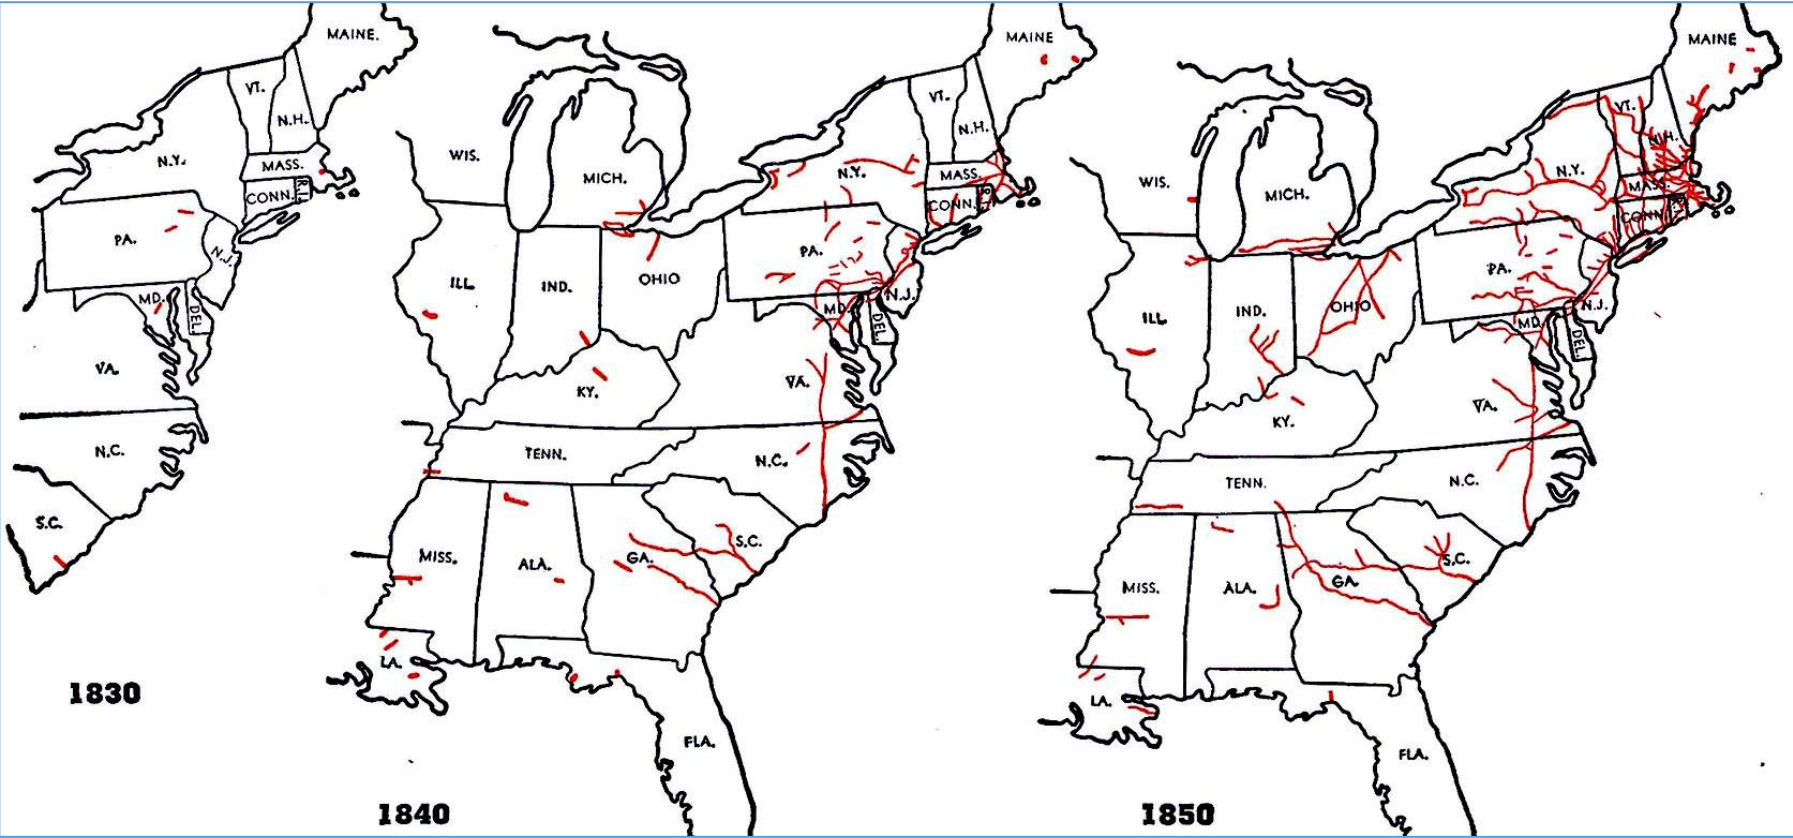 MAINE.
VT.
N.H.
N.Y.
MASS.
CONN.
R.I.
PA.
N.J.
MD.
DEL.
VA.
N.C.
S.C.
1830
MAINE
VT.
N.H.
WIS.
MICH.
N.Y.
MASS.
CONN.
PA.
ILL.
IND.
OHIO
N.J.
MD.
DEL.
VA.
KY.
TENN.
N.C.
S.C.
MISS.
ALA.
GA.
LA.
FLA.
1840
MAINE
VT.
N.H.
WIS.
MICH.
N.Y.
MASS.
CONN.
PA.
ILL.
IND.
OHIO
N.J.
MD.
DEL.
VA.
KY.
TENN.
N.C.
S.C.
MISS.
ALA.
GA.
LA.
FLA.
1850